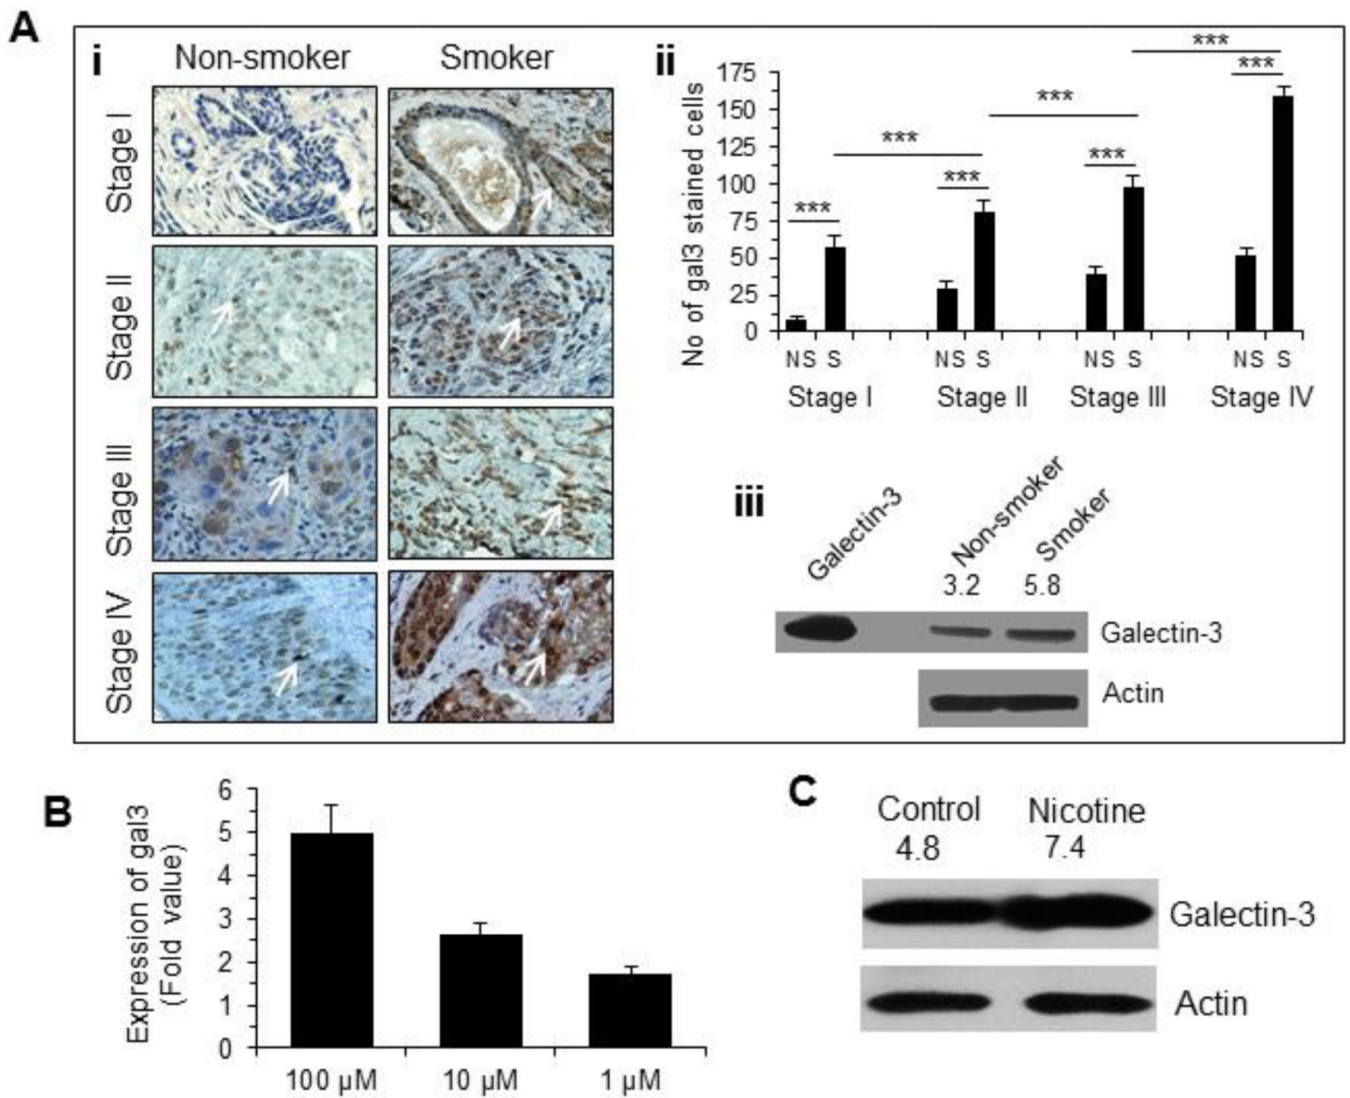 A
i
Non-smoker
Smoker
Stage I
Stage II
Stage III
Stage IV
ii
No of gal3 stained cells
175
150
125
100
75
50
25
0
***
***
***
***
***
***
***
NS S
NS S
NS S
NS S
Stage I
Stage II
Stage III
Stage IV
iii
Galectin-3
Non-smoker
Smoker
3.2
5.8
Galectin-3
Actin
B
Expression of gal3
(Fold value)
6
5
4
3
2
1
0
100 µM
10 µM
1 µM
C
Control
Nicotine
4.8
7.4
Galectin-3
Actin